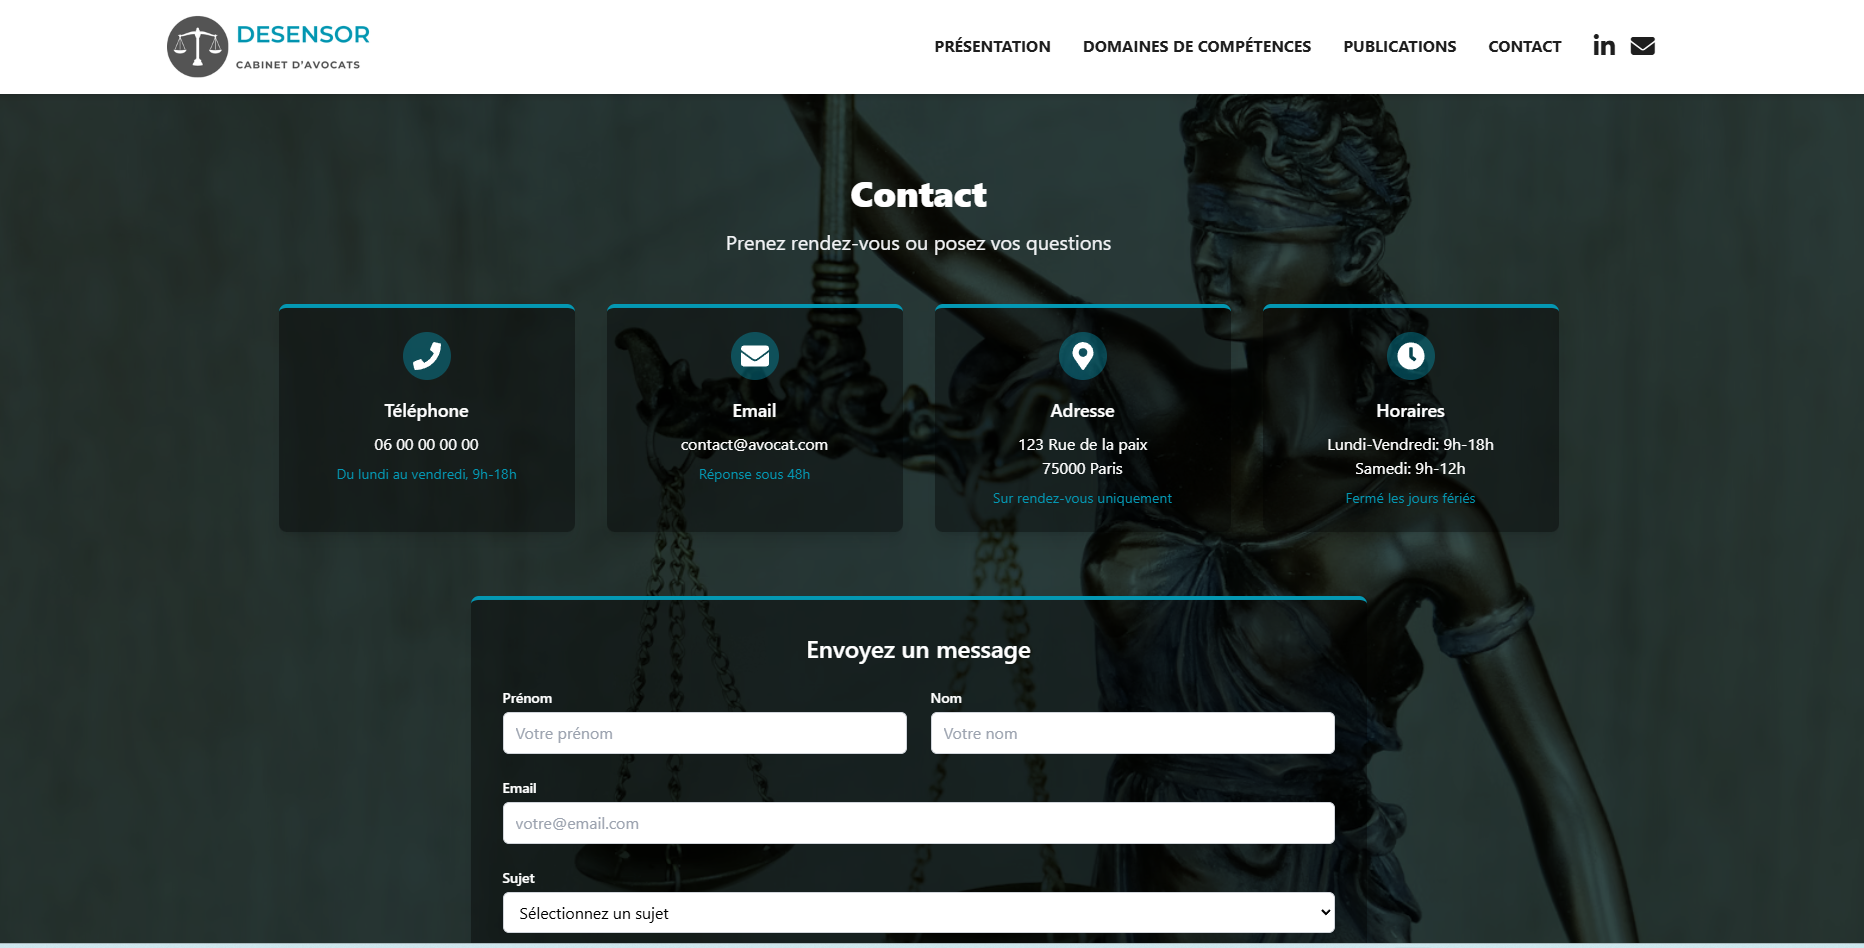 DESENSOR
CABINET D'AVOCATS
PRÉSENTATION
DOMAINES DE COMPÉTENCES
PUBLICATIONS
CONTACT
Contact
Prenez rendez-vous ou posez vos questions
Téléphone
06 00 00 00 00
Du lundi au vendredi, 9h-18h
Email
contact@avocat.com
Réponse sous 48h
Adresse
123 Rue de la paix
75000 Paris
Sur rendez-vous uniquement
Horaires
Lundi-Vendredi: 9h-18h
Samedi: 9h-12h
Fermé les jours fériés
Envoyez un message
Prénom
Votre prénom
Nom
Votre nom
Email
votre@email.com
Sujet
Sélectionnez un sujet